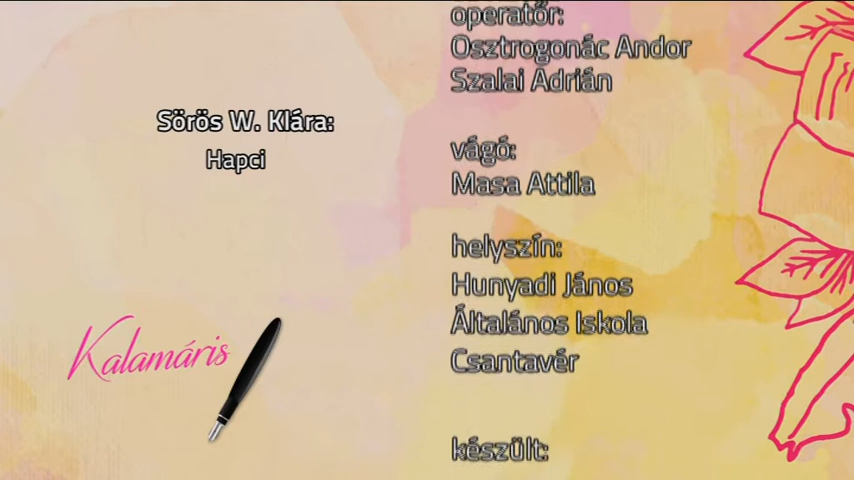 Sörös W. Klára:
Hapci
Kalamáris
operatőr:
Osztrogonác Andor
Szalai Adrián
vágó:
Masa Attila
helyszín:
Hunyadi János
Általános Iskola
Csantavér
készült: